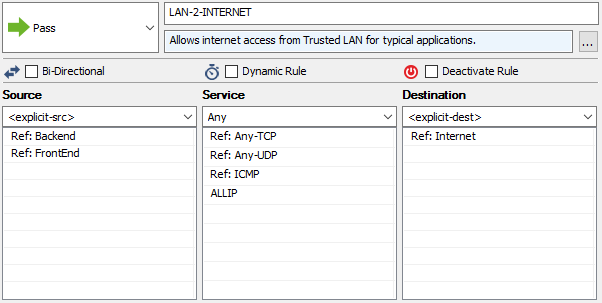 Pass
LAN-2-INTERNET
Allows internet access from Trusted LAN for typical applications.
...
Bi-Directional
Dynamic Rule
Deactivate Rule
Source
Service
Destination
<explicit-src>
Any
<explicit-dest>
Ref: Backend
Ref: Any-TCP
Ref: Internet
Ref: FrontEnd
Ref: Any-UDP
Ref: ICMP
ALLIP